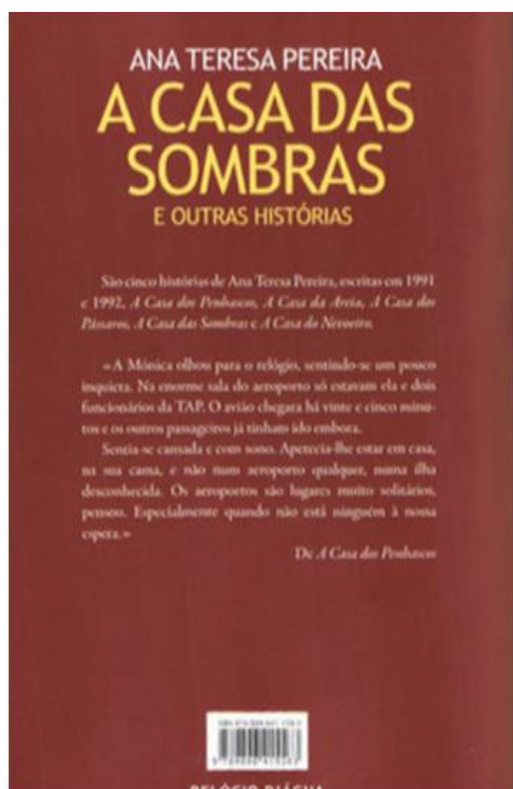 ANA TERESA PEREIRA
A CASA DAS
SOMBRAS
E OUTRAS HISTÓRIAS
São cinco histórias de Ana Teresa Pereira, escritas em 1991
e 1992, A Casa dos Penhascos, A Casa da Areia, A Casa dos
Pássaros, A Casa das Sombras e A Casa do Nevoeiro.
«A Mónica olhou para o relógio, sentindo-se um pouco
inquieta. Na enorme sala do aeroporto só estavam ela e dois
funcionários da TAP. O avião chegara há vinte e cinco minu-
tos e os outros passageiros já tinham ido embora.
Sentia-se cansada e com sono. Apetecia-lhe estar em casa,
na sua cama, e não num aeroporto qualquer, numa ilha
desconhecida. Os aeroportos são lugares muito solitários,
pensou. Especialmente quando não está ninguém à nossa
espera.»
De A Casa dos Penhascos
RELÓGIO D'ÁGUA